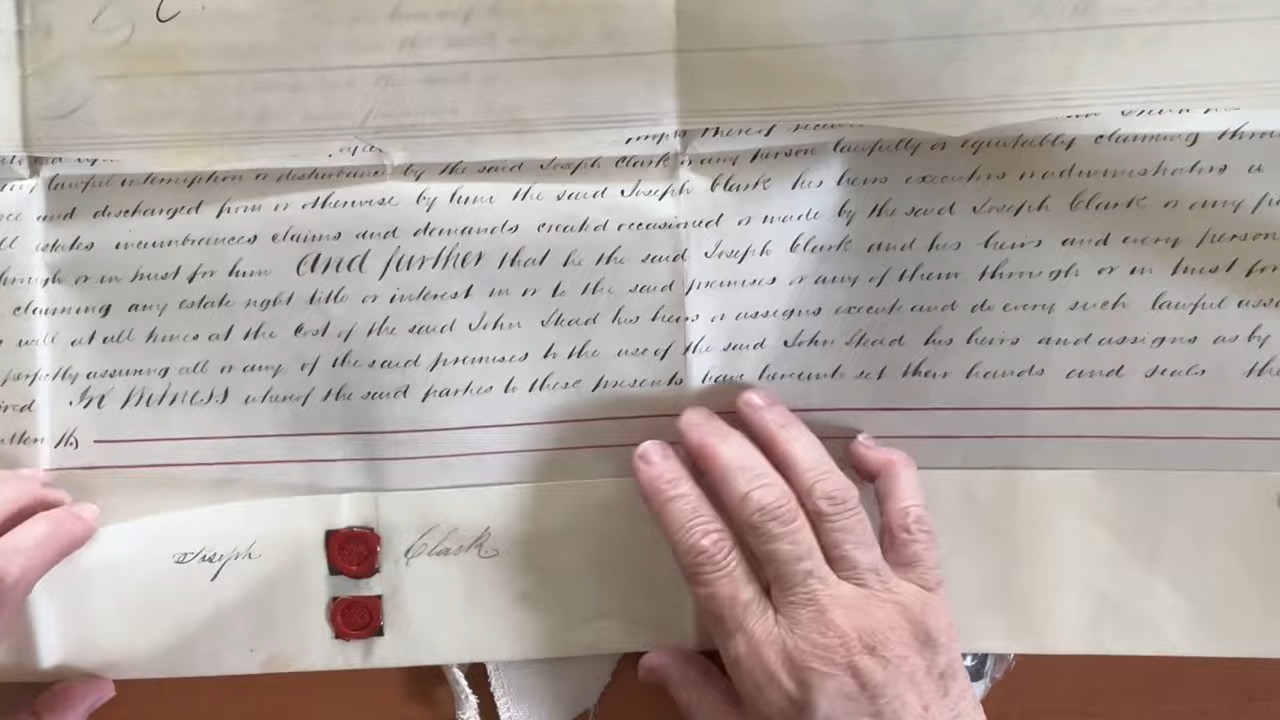 thereof
lawful interruption or disturbance by the said Joseph Clark or any person lawfully or equitably claiming
and discharged from or otherwise by him the said Joseph Clark his heirs executors or administrators
estates incumbrances claims and demands created occasioned or made by the said Joseph Clark or any
or in trust for him And further that he the said Joseph Clark and his heirs and every person
claiming any estate right title or interest in or to the said premises or any of them through or in trust for
will at all times at the cost of the said John Stead his heirs or assigns execute and do every such lawful
perfectly assuring all or any of the said premises to the use of the said John Stead his heirs and assigns as by
In Witness whereof the said parties to these presents have hereunto set their hands and seals the
Joseph Clark